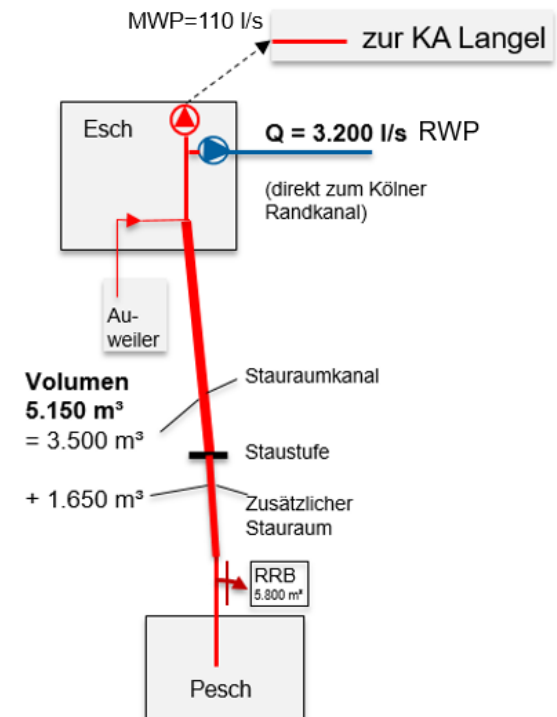 MWP=110 l/s
zur KA Langel
Esch
Q = 3.200 l/s RWP
(direkt zum Kölner
Randkanal)
Au-
weiler
Volumen
5.150 m³
= 3.500 m³
+ 1.650 m³
Stauraumkanal
Staustufe
Zusätzlicher
Stauraum
RRB
5.800 m³
Pesch